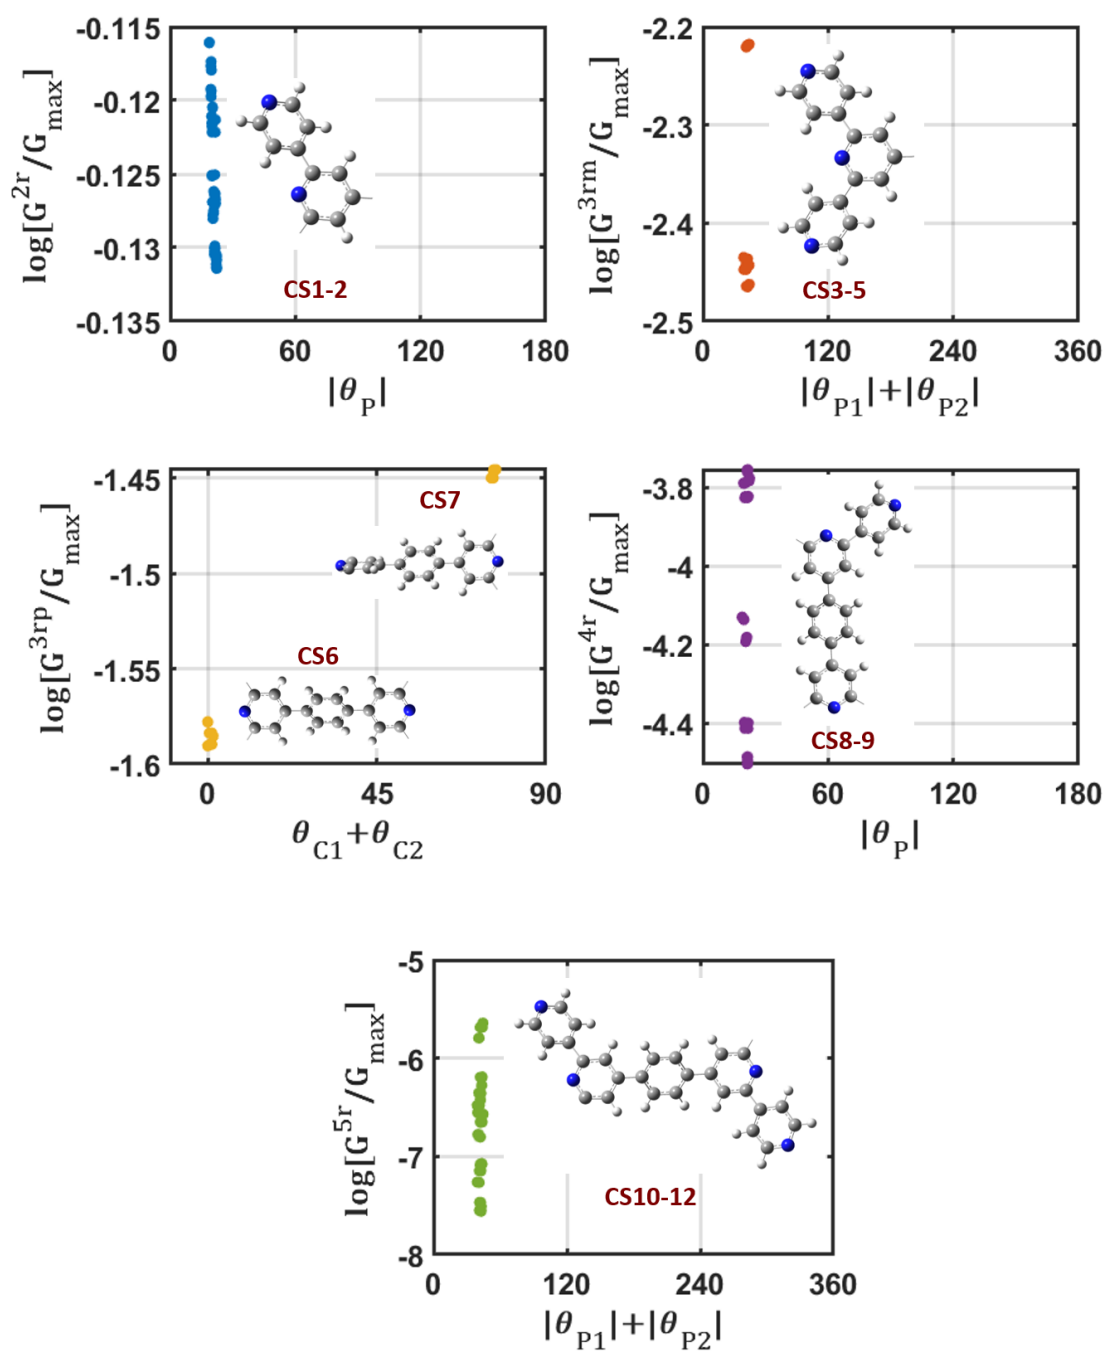 -0.115
-0.12
-0.125
-0.13
-0.135
log[G^2r/G_max]
CS1-2
0 60 120 180
|θ_P|
-2.2
-2.3
-2.4
-2.5
log[G^3rm/G_max]
CS3-5
0 120 240 360
|θ_P1|+|θ_P2|
-1.45
-1.5
-1.55
-1.6
log[G^3rp/G_max]
CS7
CS6
0 45 90
θ_C1+θ_C2
-3.8
-4
-4.2
-4.4
log[G^4r/G_max]
CS8-9
0 60 120 180
|θ_P|
-5
-6
-7
-8
log[G^5r/G_max]
CS10-12
0 120 240 360
|θ_P1|+|θ_P2|